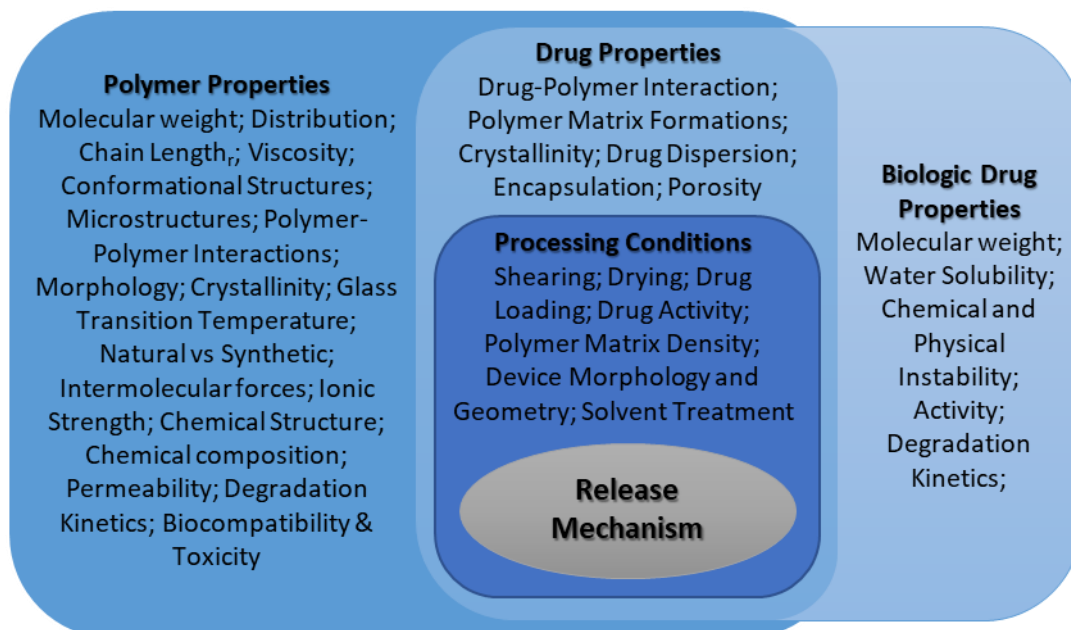 Polymer Properties
Molecular weight; Distribution;
Chain Lengthᵣ; Viscosity;
Conformational Structures;
Microstructures; Polymer-
Polymer Interactions;
Morphology; Crystallinity; Glass
Transition Temperature;
Natural vs Synthetic;
Intermolecular forces; Ionic
Strength; Chemical Structure;
Chemical composition;
Permeability; Degradation
Kinetics; Biocompatibility &
Toxicity
Drug Properties
Drug-Polymer Interaction;
Polymer Matrix Formations;
Crystallinity; Drug Dispersion;
Encapsulation; Porosity
Processing Conditions
Shearing; Drying; Drug
Loading; Drug Activity;
Polymer Matrix Density;
Device Morphology and
Geometry; Solvent Treatment
Release
Mechanism
Biologic Drug
Properties
Molecular weight;
Water Solubility;
Chemical and
Physical
Instability;
Activity;
Degradation
Kinetics;